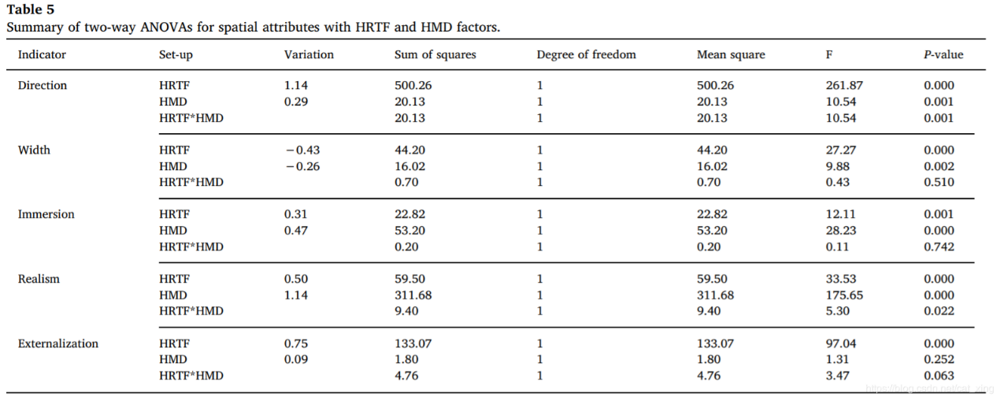 Table 5
Summary of two-way ANOVAs for spatial attributes with HRTF and HMD factors.
Indicator Set-up Variation Sum of squares Degree of freedom Mean square F P-value
Direction HRTF 1.14 500.26 1 500.26 261.87 0.000
HMD 0.29 20.13 1 20.13 10.54 0.001
HRTF*HMD 20.13 1 20.13 10.54 0.001
Width HRTF −0.43 44.20 1 44.20 27.27 0.000
HMD −0.26 16.02 1 16.02 9.88 0.002
HRTF*HMD 0.70 1 0.70 0.43 0.510
Immersion HRTF 0.31 22.82 1 22.82 12.11 0.001
HMD 0.47 53.20 1 53.20 28.23 0.000
HRTF*HMD 0.20 1 0.20 0.11 0.742
Realism HRTF 0.50 59.50 1 59.50 33.53 0.000
HMD 1.14 311.68 1 311.68 175.65 0.000
HRTF*HMD 9.40 1 9.40 5.30 0.022
Externalization HRTF 0.75 133.07 1 133.07 97.04 0.000
HMD 0.09 1.80 1 1.80 1.31 0.252
HRTF*HMD 4.76 1 4.76 3.47 0.063
https://blog.csdn.net/cat_xing